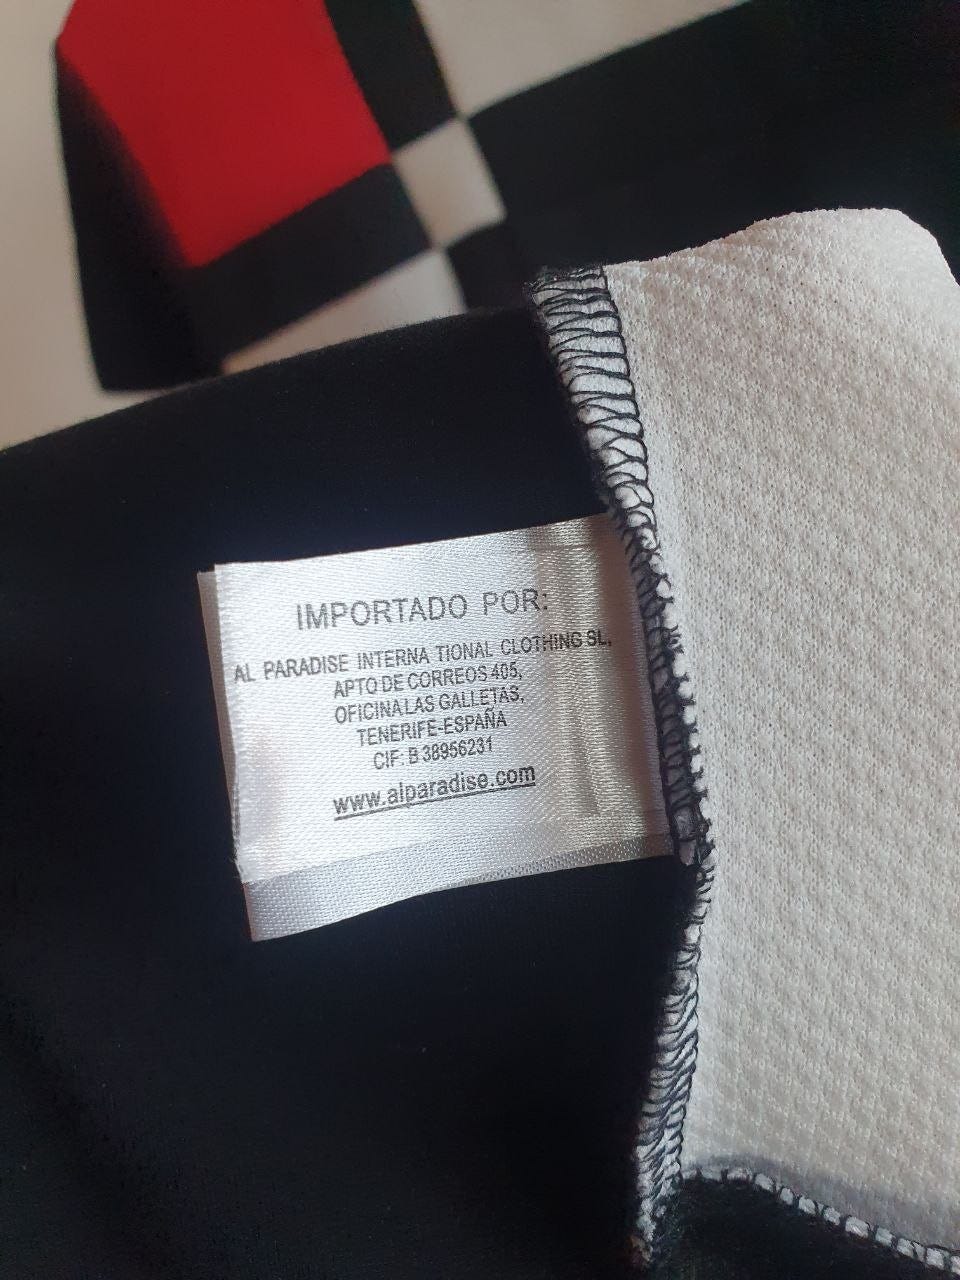 IMPORTADO POR:
AL PARADISE INTERNA TIONAL CLOTHING SL,
APTO DE CORREOS 405,
OFICINA LAS GALLETAS,
TENERIFE-ESPAÑA
CIF: B 38956231
www.alparadise.com